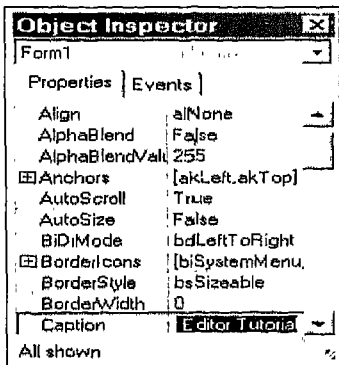 Object Inspector
Form1
Properties Events
Align alNone
AlphaBlend False
AlphaBlendValu 255
Anchors [akLeft,akTop]
AutoScroll True
AutoSize False
BiDiMode bdLeftToRight
BorderIcons [biSystemMenu,
BorderStyle bsSizeable
BorderWidth 0
Caption Editor Tutorial
All shown